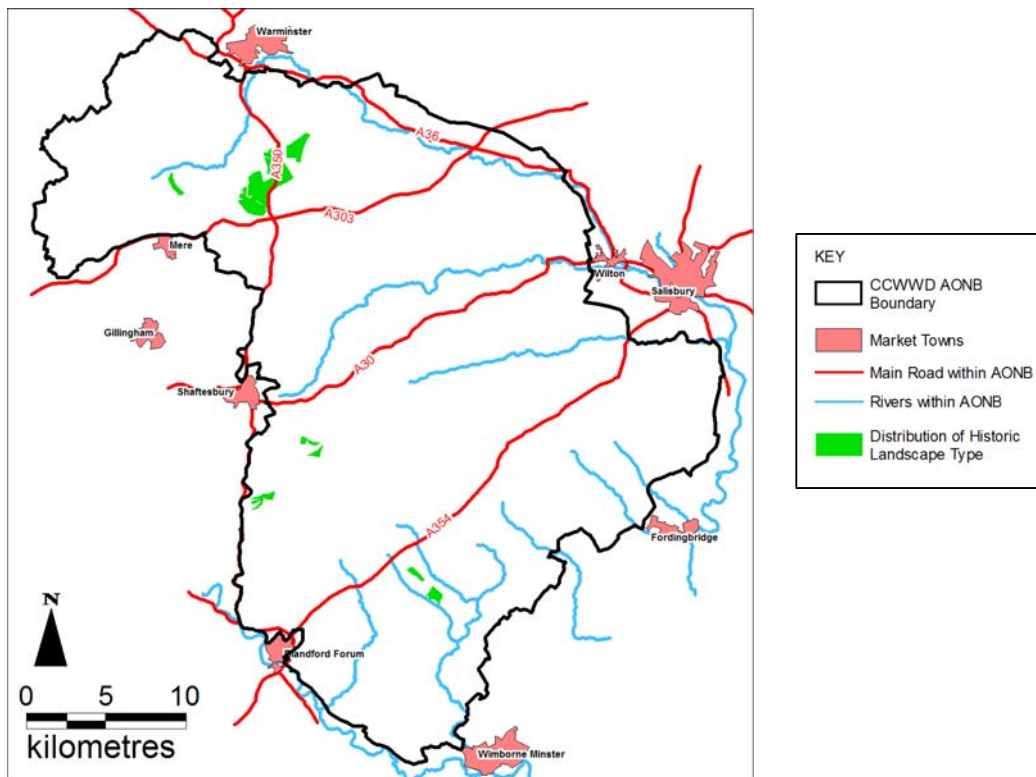 Warminster
A36
A350
A303
Mere
Wilton
Salisbury
Gillingham
A30
Shaftesbury
A354
Fordingbridge
N
Blandford Forum
0 5 10
kilometres
Wimborne Minster
KEY
CCWWD AONB
Boundary
Market Towns
Main Road within AONB
Rivers within AONB
Distribution of Historic
Landscape Type